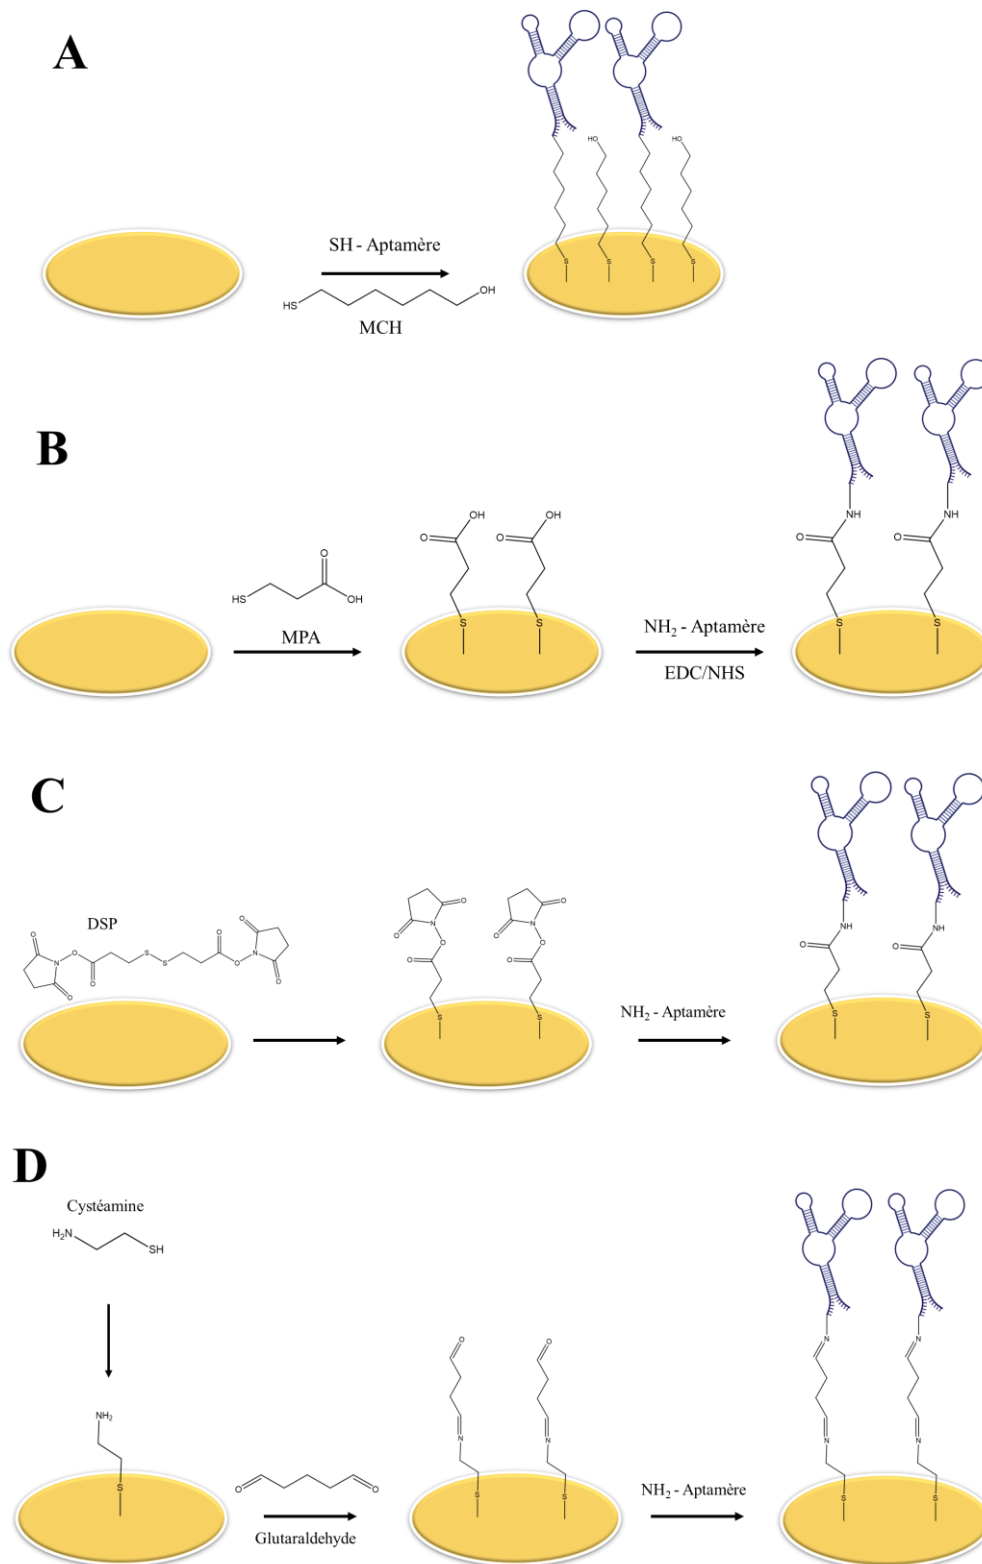 A
HO
HO
SH - Aptamère
S
S
S
S
HS
OH
MCH
B
OH
OH
O
O
NH
NH
O
O
O
HS
OH
MPA
S
S
NH₂ - Aptamère
EDC/NHS
S
S
C
DSP
O
O
O
O
N
N
O
O
O
O
O
O
NH
NH
O
O
O
O
N
O
S
S
O
O
N
O
O
O
S
S
NH₂ - Aptamère
S
S
D
Cystéamine
H₂N
SH
O
O
N
N
NH₂
N
N
N
N
S
O
O
Glutaraldehyde
S
S
NH₂ - Aptamère
S
S